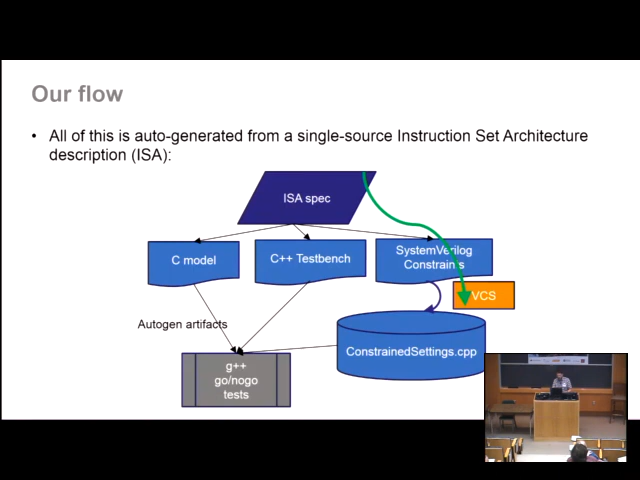 Our flow
• All of this is auto-generated from a single-source Instruction Set Architecture
description (ISA):
ISA spec
C model
C++ Testbench
SystemVerilog
Constraints
VCS
Autogen artifacts
ConstrainedSettings.cpp
g++
go/nogo
tests